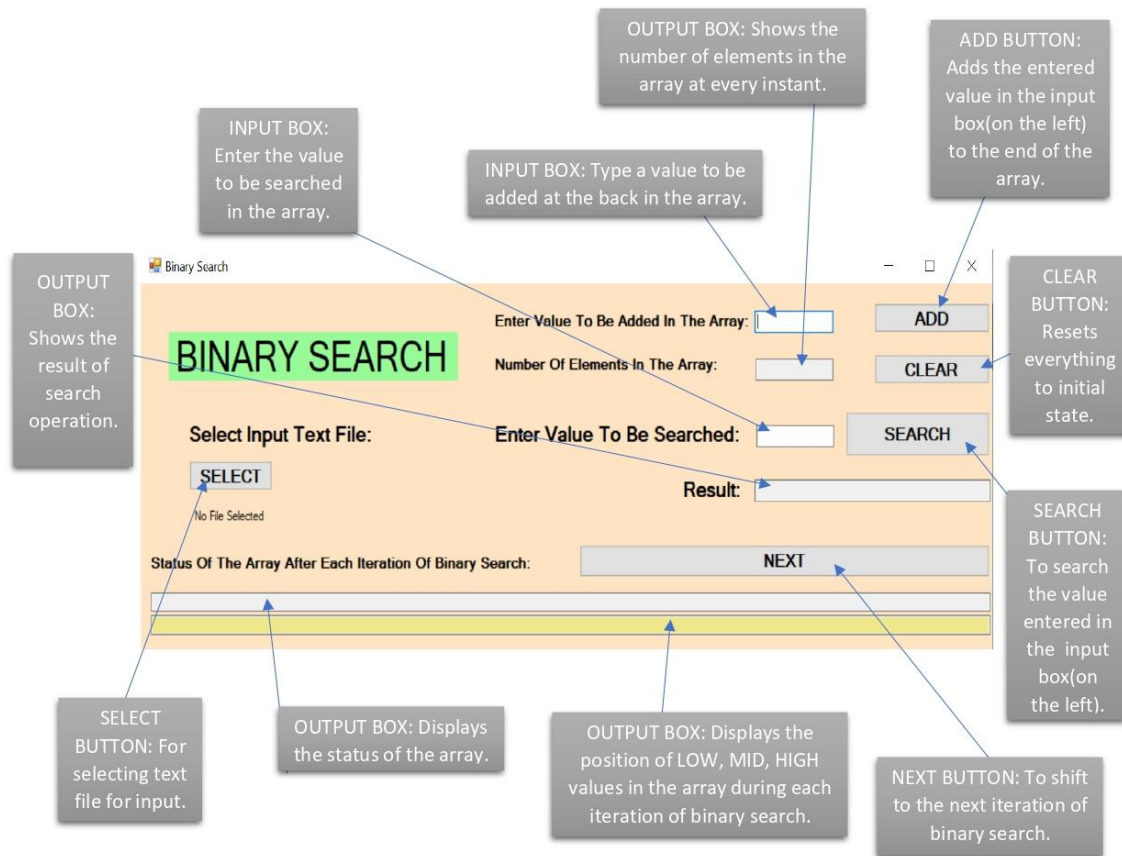 OUTPUT BOX: Shows the
number of elements in the
array at every instant.
ADD BUTTON:
Adds the entered
value in the input
box(on the left)
to the end of the
array.
INPUT BOX:
Enter the value
to be searched
in the array.
INPUT BOX: Type a value to be
added at the back in the array.
OUTPUT
BOX:
Shows the
result of
search
operation.
CLEAR
BUTTON:
Resets
everything
to initial
state.
Binary Search
Enter Value To Be Added In The Array:
ADD
BINARY SEARCH
Number Of Elements In The Array:
CLEAR
Select Input Text File:
Enter Value To Be Searched:
SEARCH
SELECT
Result:
No File Selected
Status Of The Array After Each Iteration Of Binary Search:
NEXT
SEARCH
BUTTON:
To search
the value
entered in
the input
box(on
the left).
SELECT
BUTTON: For
selecting text
file for input.
OUTPUT BOX: Displays
the status of the array.
OUTPUT BOX: Displays the
position of LOW, MID, HIGH
values in the array during each
iteration of binary search.
NEXT BUTTON: To shift
to the next iteration of
binary search.